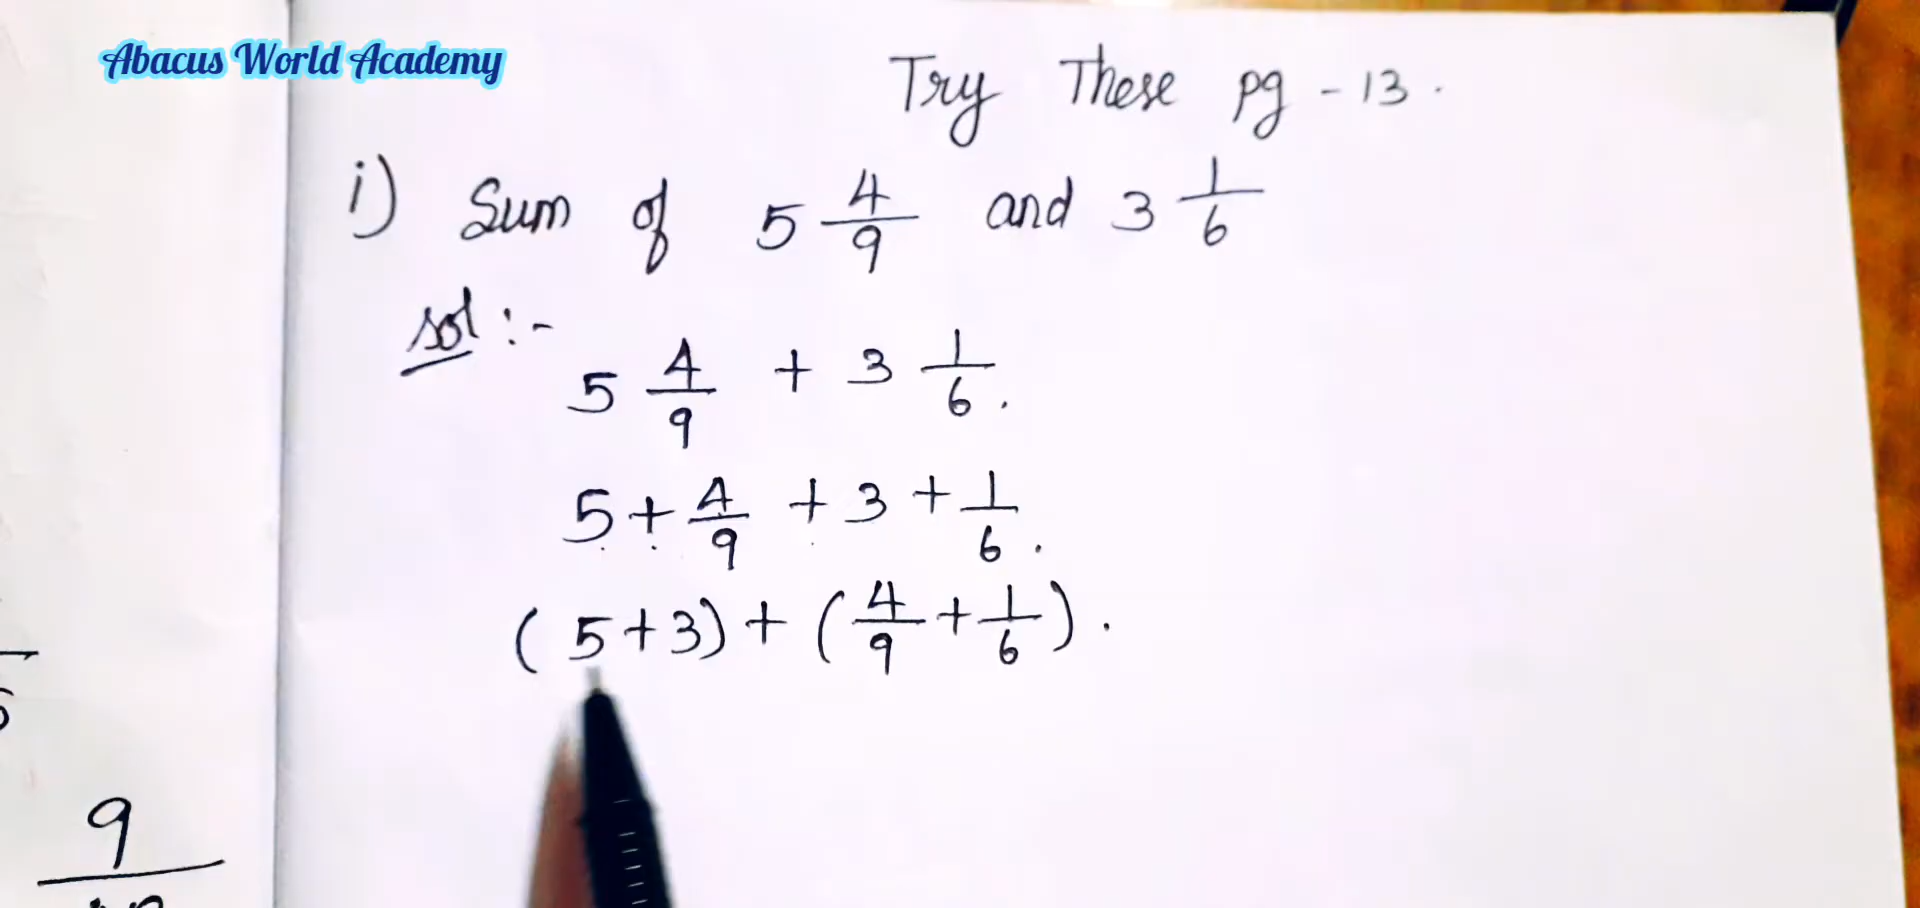 Abacus World Academy
Try These pg - 13.
i) Sum of 5 4/9 and 3 1/6
Sol :-
5 4/9 + 3 1/6.
5 + 4/9 + 3 + 1/6.
(5+3) + (4/9 + 1/6).
9